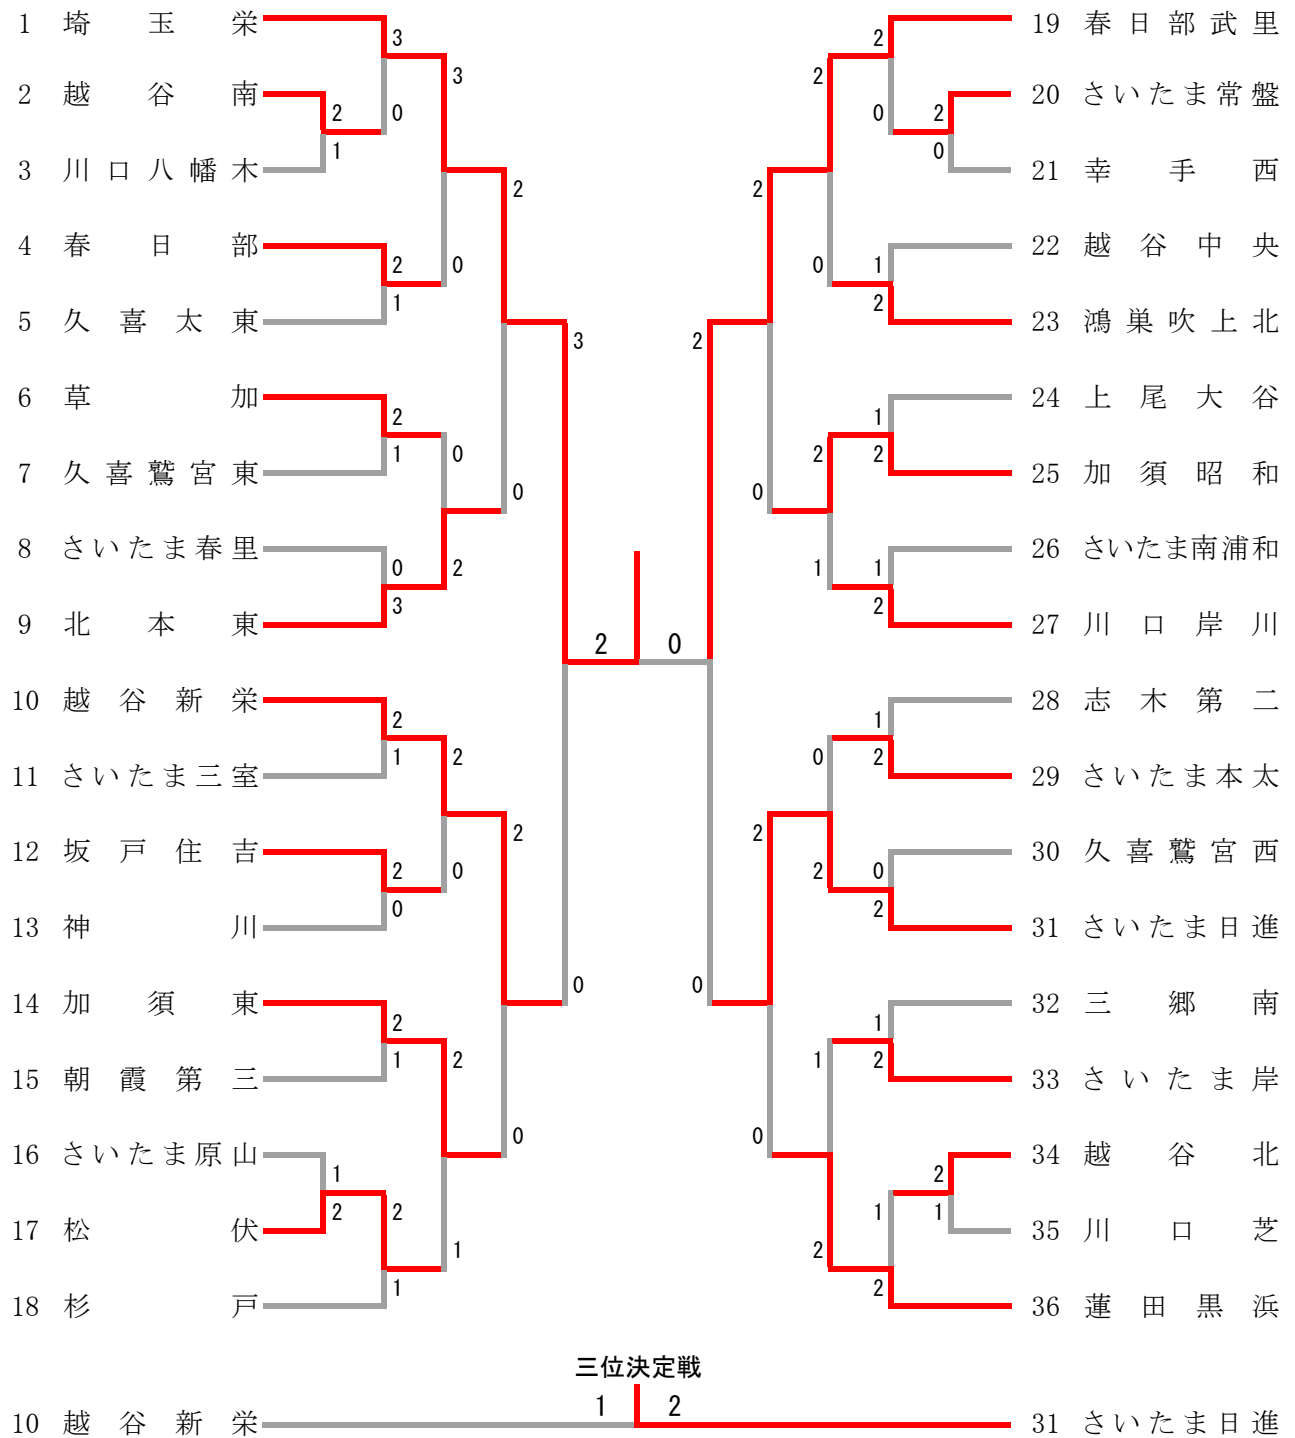 1 埼玉栄
2 越谷南
3 川口八幡木
4 春日部
5 久喜太東
6 草加
7 久喜鷲宮東
8 さいたま春里
9 北本東
10 越谷新栄
11 さいたま三室
12 坂戸住吉
13 神川
14 加須東
15 朝霞第三
16 さいたま原山
17 松伏
18 杉戸
3
0
2
1
3
0
2
1
2
2
1
0
0
3
2
0
3
2
1
2
2
0
0
2
2
1
2
1
2
2
1
1
0
0
2 0
19 春日部武里
20 さいたま常盤
21 幸手西
22 越谷中央
23 鴻巣吹上北
24 上尾大谷
25 加須昭和
26 さいたま南浦和
27 川口岸川
28 志木第二
29 さいたま本太
30 久喜鷲宮西
31 さいたま日進
32 三郷南
33 さいたま岸
34 越谷北
35 川口芝
36 蓮田黒浜
2
0
2
0
2
0
1
2
2
1
2
2
1
1
2
0
2
1
2
0
2
0
2
2
1
2
1
2
1
1
2
2
0
0
三位決定戦
1 2
10 越谷新栄
31 さいたま日進